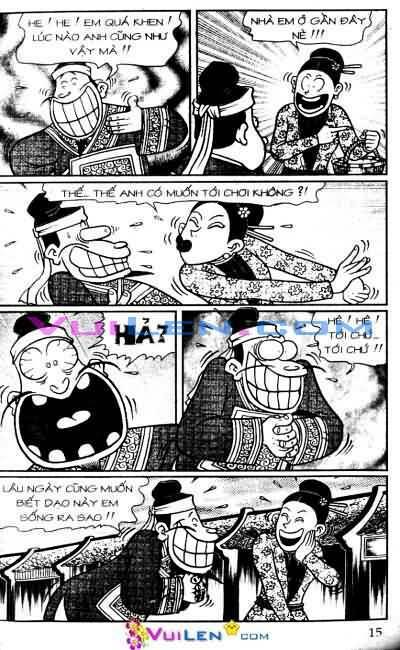 HE ! HE ! EM QUÁ KHEN !
LÚC NÀO ANH CŨNG NHƯ
VẬY MÀ !!
NHÀ EM Ở GẦN ĐÂY
NÈ !!!
THẾ... THẾ ANH CÓ MUỐN TỚI CHƠI KHÔNG ?!
HẢ!
HÊ ! HÊ !
TỚI CHỨ...
TỚI CHỨ !!
VUILEN.COM
LÂU NGÀY CŨNG MUỐN
BIẾT DẠO NÀY EM
SỐNG RA SAO !!
15
VUILEN.COM